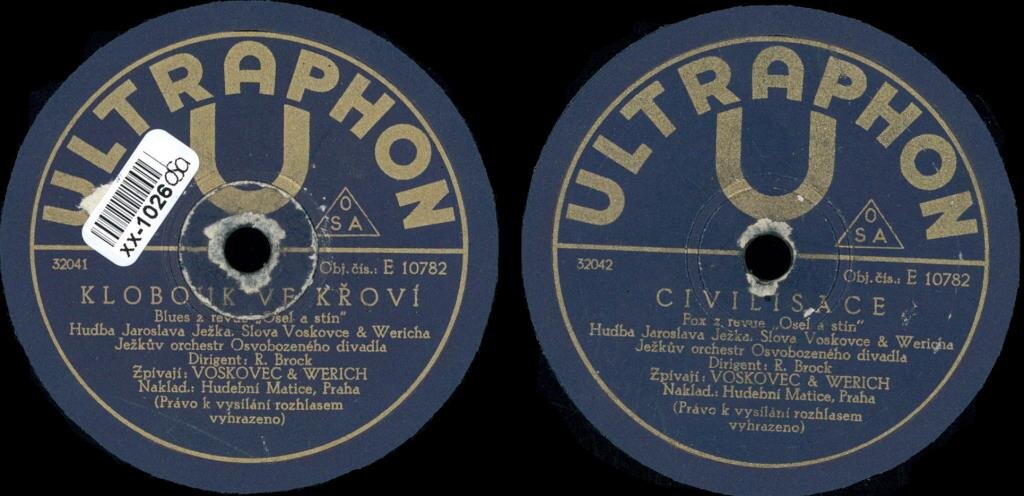 ULTRAPHON
U
OSA
XX-1026
OSA
32041
Obj. čís.: E 10782
KLOBOUK VE KŘOVÍ
Blues z revue „Osel a stín“
Hudba Jaroslava Ježka. Slova Voskovce & Wericha
Ježkův orchestr Osvobozeného divadla
Dirigent: R. Brock
Zpívají: VOSKOVEC & WERICH
Naklad.: Hudební Matice, Praha
(Právo k vysílání rozhlasem
vyhrazeno)
ULTRAPHON
U
OSA
32042
Obj. čís.: E 10782
CIVILISACE
Fox z revue „Osel a stín“
Hudba Jaroslava Ježka. Slova Voskovce & Wericha
Ježkův orchestr Osvobozeného divadla
Dirigent: R. Brock
Zpívají: VOSKOVEC & WERICH
Naklad.: Hudební Matice, Praha
(Právo k vysílání rozhlasem
vyhrazeno)